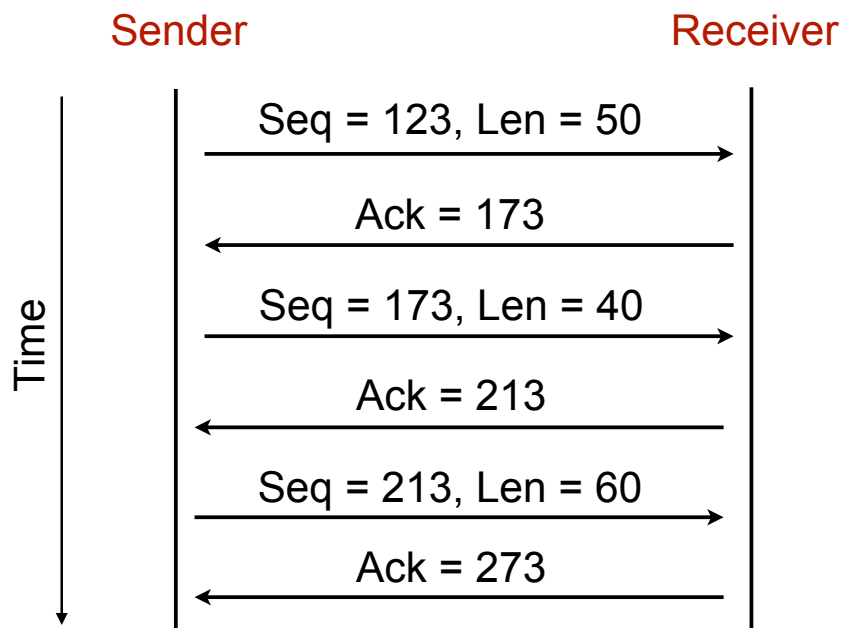 Sender
Receiver
Seq = 123, Len = 50
Ack = 173
Seq = 173, Len = 40
Time
Ack = 213
Seq = 213, Len = 60
Ack = 273